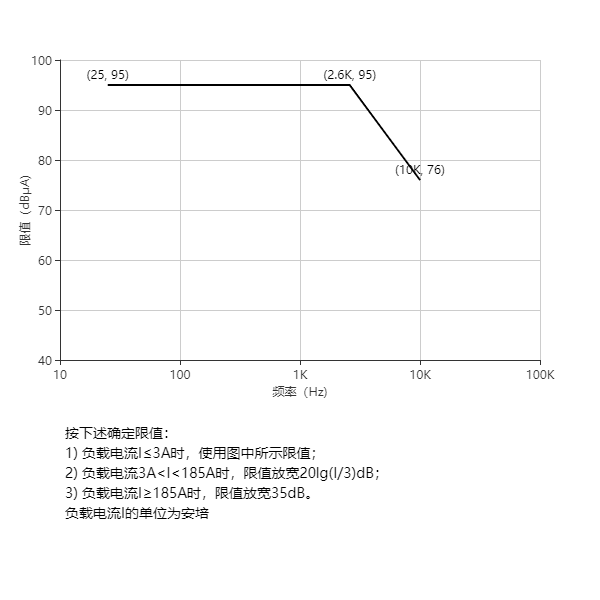 100
(25, 95)
(2.6K, 95)
90
80
(10K, 76)
70
60
50
40
限值（dBμA）
10
100
1K
10K
100K
频率（Hz）
按下述确定限值：
1) 负载电流I≤3A时，使用图中所示限值；
2) 负载电流3A<I<185A时，限值放宽20lg(I/3)dB；
3) 负载电流I≥185A时，限值放宽35dB。
负载电流I的单位为安培